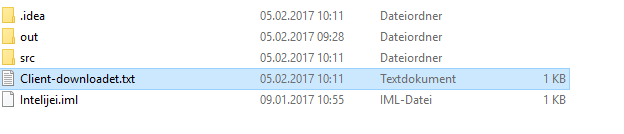 .idea 05.02.2017 10:11 Dateiordner
out 05.02.2017 09:28 Dateiordner
src 05.02.2017 10:11 Dateiordner
Client-downloadet.txt 05.02.2017 10:11 Textdokument 1 KB
Intelijei.iml 09.01.2017 10:55 IML-Datei 1 KB